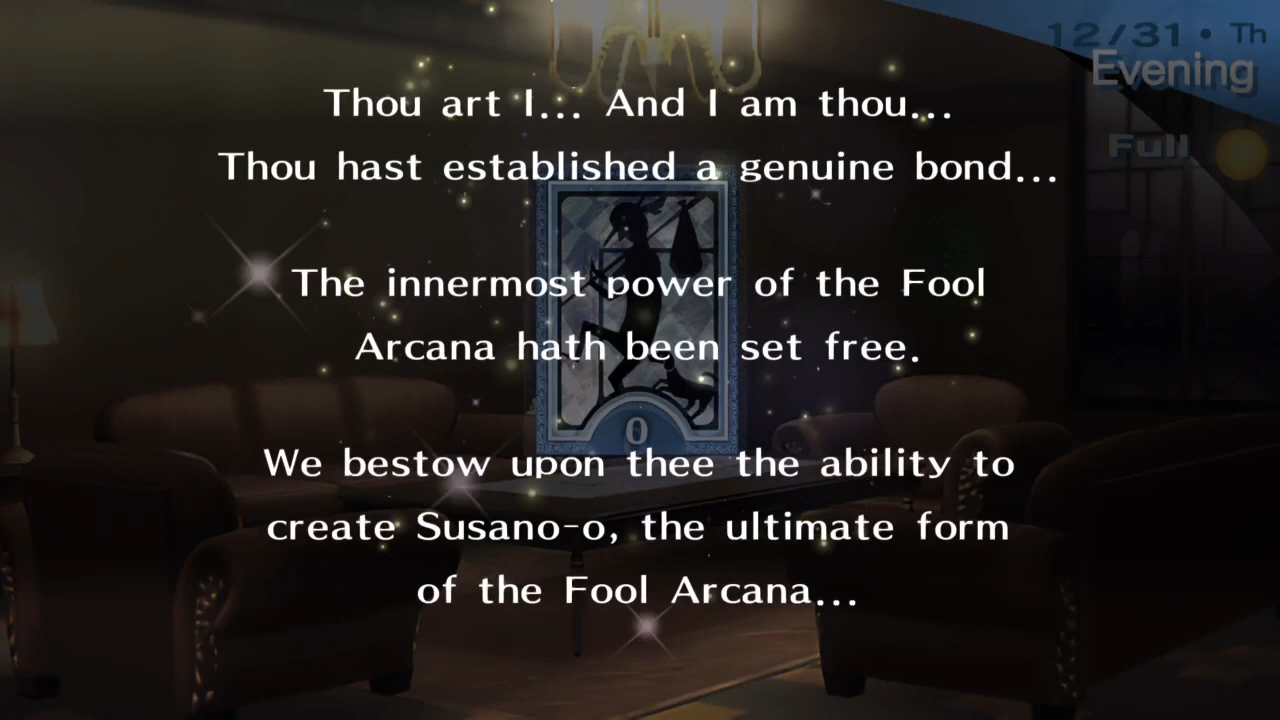 12/31 • Th
Evening
Full
Thou art I... And I am thou...
Thou hast established a genuine bond...
The innermost power of the Fool
Arcana hath been set free.
0
We bestow upon thee the ability to
create Susano-o, the ultimate form
of the Fool Arcana...